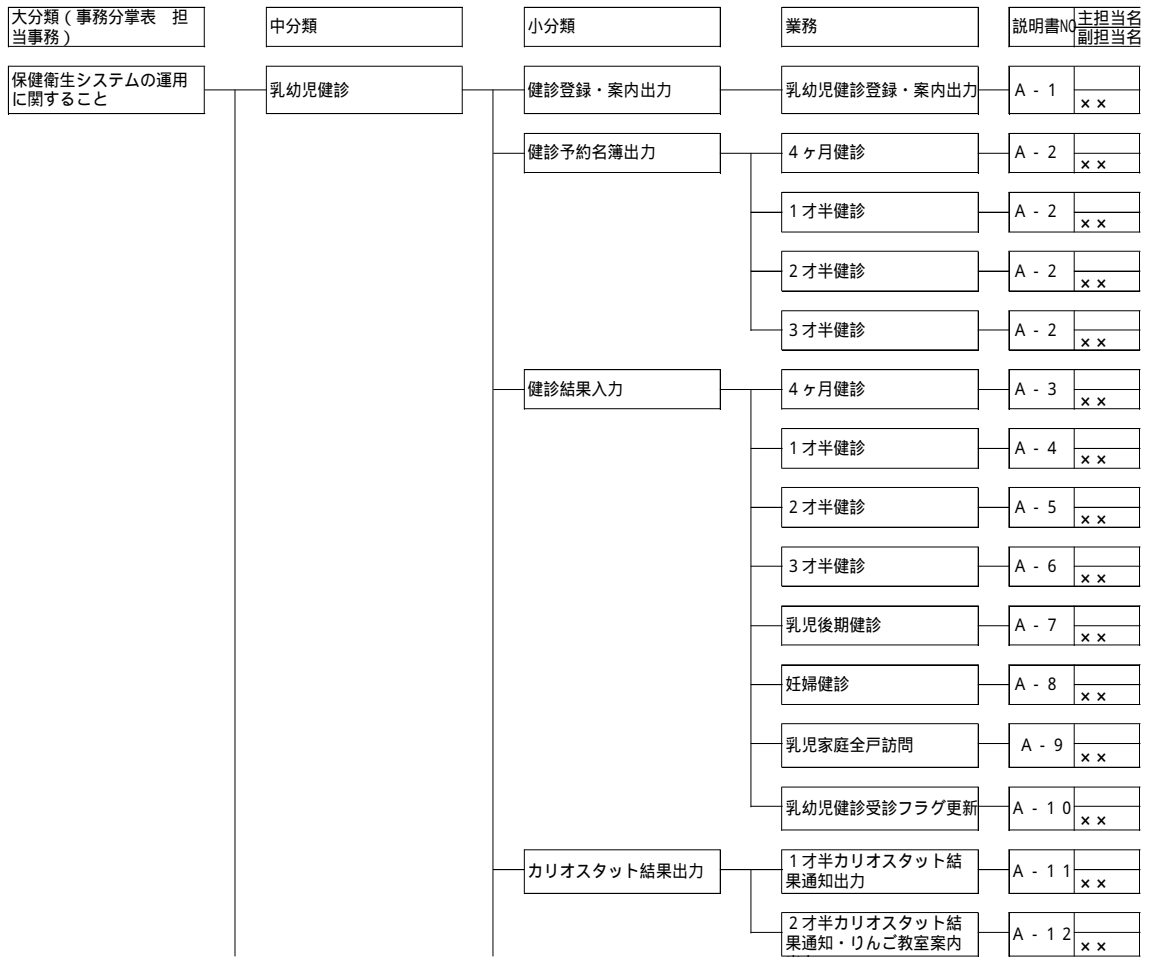 大分類（事務分掌表　担
当事務）
中分類
小分類
業務
説明書NO
主担当名
副担当名
保健衛生システムの運用
に関すること
乳幼児健診
健診登録・案内出力
乳幼児健診登録・案内出力
Ａ－１
××
健診予約名簿出力
４ヶ月健診
Ａ－２
××
１才半健診
Ａ－２
××
２才半健診
Ａ－２
××
３才半健診
Ａ－２
××
健診結果入力
４ヶ月健診
Ａ－３
××
１才半健診
Ａ－４
××
２才半健診
Ａ－５
××
３才半健診
Ａ－６
××
乳児後期健診
Ａ－７
××
妊婦健診
Ａ－８
××
乳児家庭全戸訪問
Ａ－９
××
乳幼児健診受診フラグ更新
Ａ－１０
××
カリオスタット結果出力
１才半カリオスタット結
果通知出力
Ａ－１１
××
２才半カリオスタット結
果通知・りんご教室案内
Ａ－１２
××